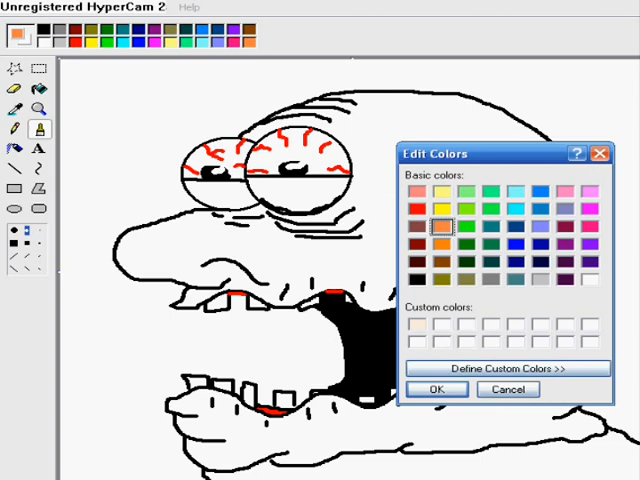 Unregistered HyperCam 2
Help
A
Edit Colors
?
Basic colors:
Custom colors:
Define Custom Colors >>
OK
Cancel